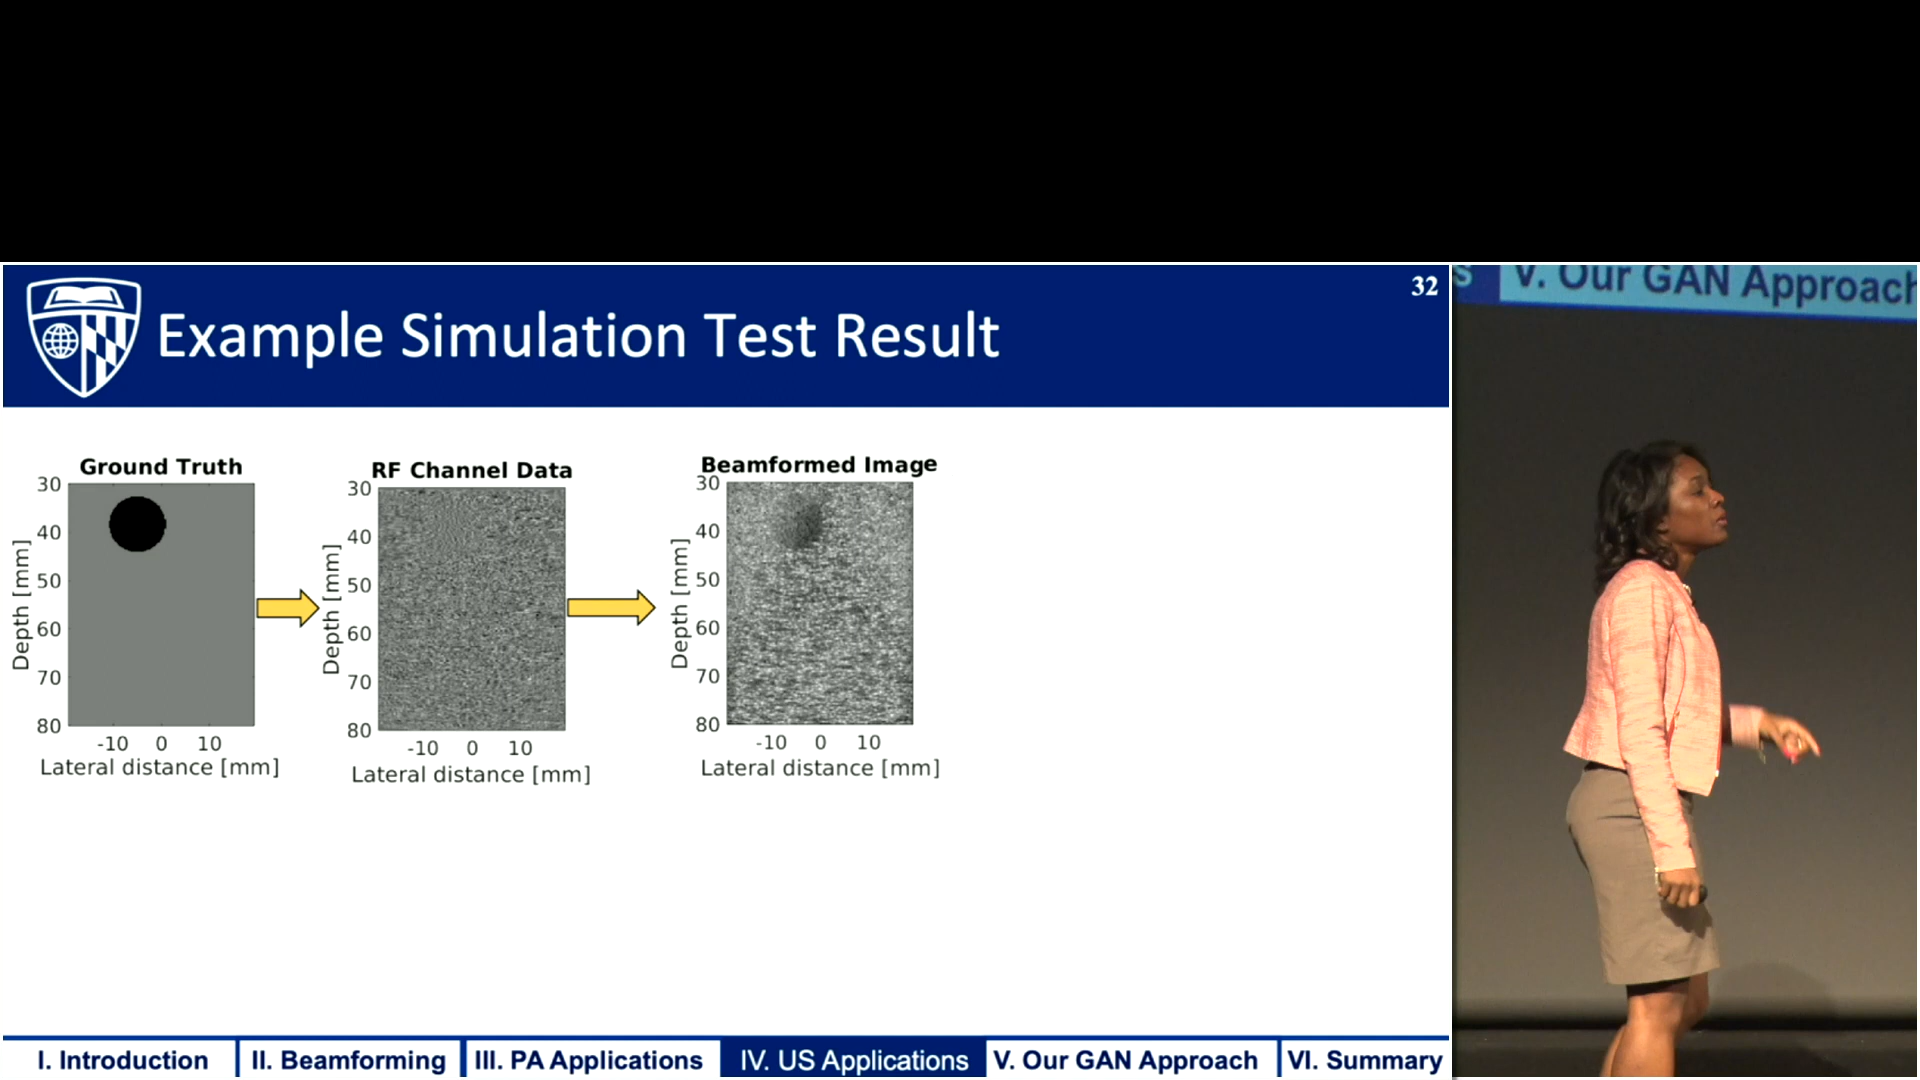 32
Example Simulation Test Result
Ground Truth
30
40
50
60
70
80
Depth [mm]
-10 0 10
Lateral distance [mm]
RF Channel Data
30
40
50
60
70
80
Depth [mm]
-10 0 10
Lateral distance [mm]
Beamformed Image
30
40
50
60
70
80
Depth [mm]
-10 0 10
Lateral distance [mm]
I. Introduction
II. Beamforming
III. PA Applications
IV. US Applications
V. Our GAN Approach
VI. Summary
s V. Our GAN Approach